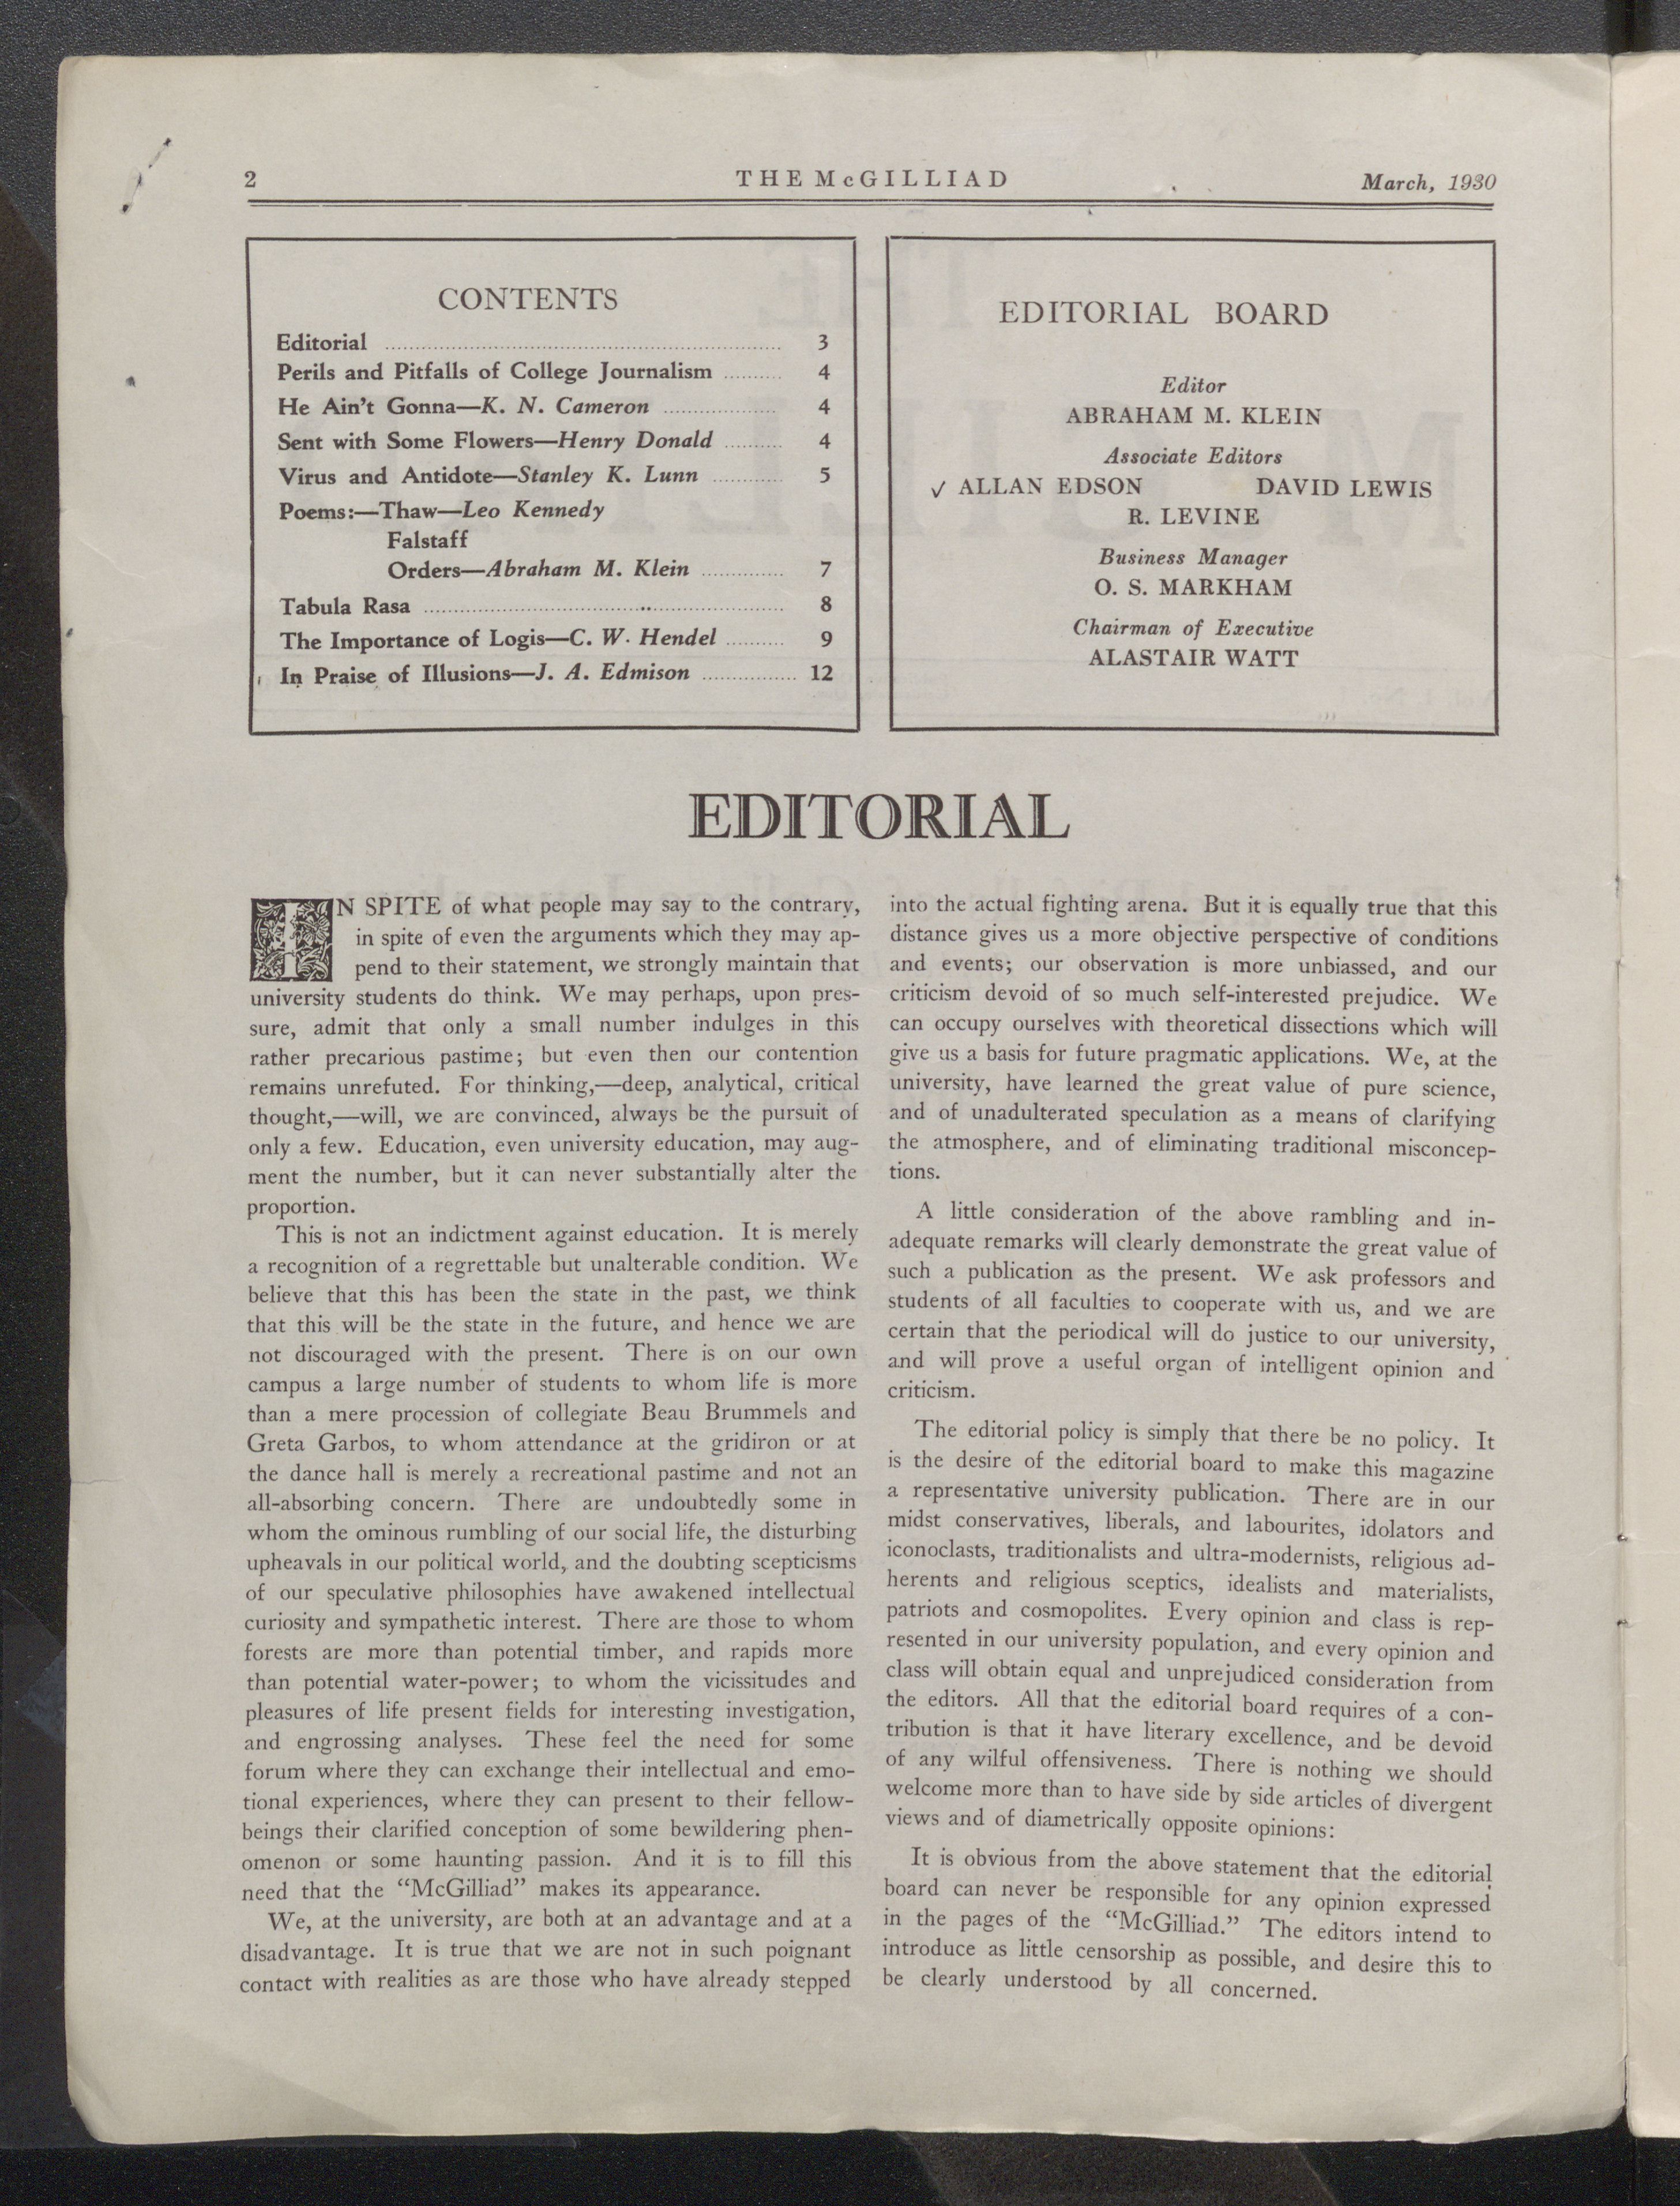 2
THE McGILLIAD
March, 1930
CONTENTS
Editorial ........ 3
Perils and Pitfalls of College Journalism ........ 4
He Ain't Gonna—K. N. Cameron ........ 4
Sent with Some Flowers—Henry Donald ........ 4
Virus and Antidote—Stanley K. Lunn ........ 5
Poems:—Thaw—Leo Kennedy
Falstaff
Orders—Abraham M. Klein ........ 7
Tabula Rasa ........ 8
The Importance of Logis—C. W. Hendel ........ 9
In Praise of Illusions—J. A. Edmison ........ 12
EDITORIAL BOARD
Editor
ABRAHAM M. KLEIN
Associate Editors
✓ ALLAN EDSON DAVID LEWIS
R. LEVINE
Business Manager
O. S. MARKHAM
Chairman of Executive
ALASTAIR WATT
EDITORIAL
IN SPITE of what people may say to the contrary,
in spite of even the arguments which they may ap-
pend to their statement, we strongly maintain that
university students do think. We may perhaps, upon pres-
sure, admit that only a small number indulges in this
rather precarious pastime; but even then our contention
remains unrefuted. For thinking,—deep, analytical, critical
thought,—will, we are convinced, always be the pursuit of
only a few. Education, even university education, may aug-
ment the number, but it can never substantially alter the
proportion.
This is not an indictment against education. It is merely
a recognition of a regrettable but unalterable condition. We
believe that this has been the state in the past, we think
that this will be the state in the future, and hence we are
not discouraged with the present. There is on our own
campus a large number of students to whom life is more
than a mere procession of collegiate Beau Brummels and
Greta Garbos, to whom attendance at the gridiron or at
the dance hall is merely a recreational pastime and not an
all-absorbing concern. There are undoubtedly some in
whom the ominous rumbling of our social life, the disturbing
upheavals in our political world, and the doubting scepticisms
of our speculative philosophies have awakened intellectual
curiosity and sympathetic interest. There are those to whom
forests are more than potential timber, and rapids more
than potential water-power; to whom the vicissitudes and
pleasures of life present fields for interesting investigation,
and engrossing analyses. These feel the need for some
forum where they can exchange their intellectual and emo-
tional experiences, where they can present to their fellow-
beings their clarified conception of some bewildering phen-
omenon or some haunting passion. And it is to fill this
need that the "McGilliad" makes its appearance.
We, at the university, are both at an advantage and at a
disadvantage. It is true that we are not in such poignant
contact with realities as are those who have already stepped
into the actual fighting arena. But it is equally true that this
distance gives us a more objective perspective of conditions
and events; our observation is more unbiassed, and our
criticism devoid of so much self-interested prejudice. We
can occupy ourselves with theoretical dissections which will
give us a basis for future pragmatic applications. We, at the
university, have learned the great value of pure science,
and of unadulterated speculation as a means of clarifying
the atmosphere, and of eliminating traditional misconcep-
tions.
A little consideration of the above rambling and in-
adequate remarks will clearly demonstrate the great value of
such a publication as the present. We ask professors and
students of all faculties to cooperate with us, and we are
certain that the periodical will do justice to our university,
and will prove a useful organ of intelligent opinion and
criticism.
The editorial policy is simply that there be no policy. It
is the desire of the editorial board to make this magazine
a representative university publication. There are in our
midst conservatives, liberals, and labourites, idolators and
iconoclasts, traditionalists and ultra-modernists, religious ad-
herents and religious sceptics, idealists and materialists,
patriots and cosmopolites. Every opinion and class is rep-
resented in our university population, and every opinion and
class will obtain equal and unprejudiced consideration from
the editors. All that the editorial board requires of a con-
tribution is that it have literary excellence, and be devoid
of any wilful offensiveness. There is nothing we should
welcome more than to have side by side articles of divergent
views and of diametrically opposite opinions:
It is obvious from the above statement that the editorial
board can never be responsible for any opinion expressed
in the pages of the "McGilliad." The editors intend to
introduce as little censorship as possible, and desire this to
be clearly understood by all concerned.